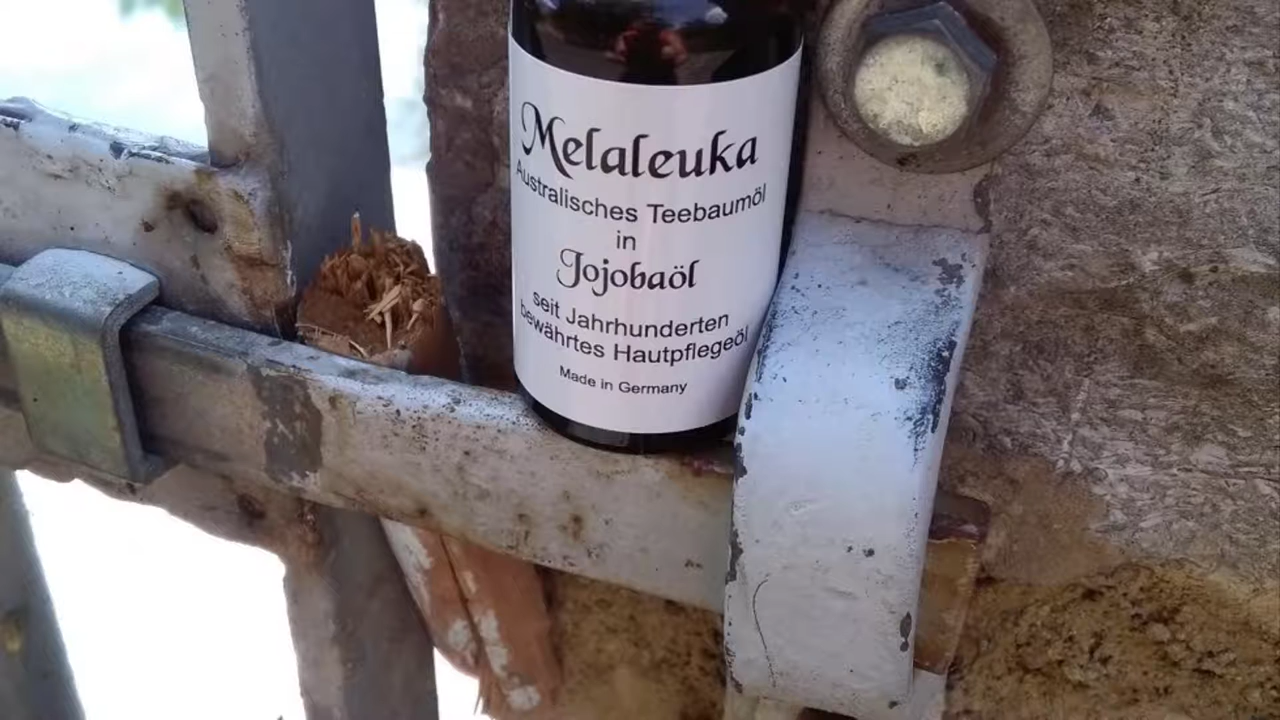 Melaleuka
Australisches Teebaumöl
in
Jojobaöl
seit Jahrhunderten
bewährtes Hautpflegeöl
Made in Germany